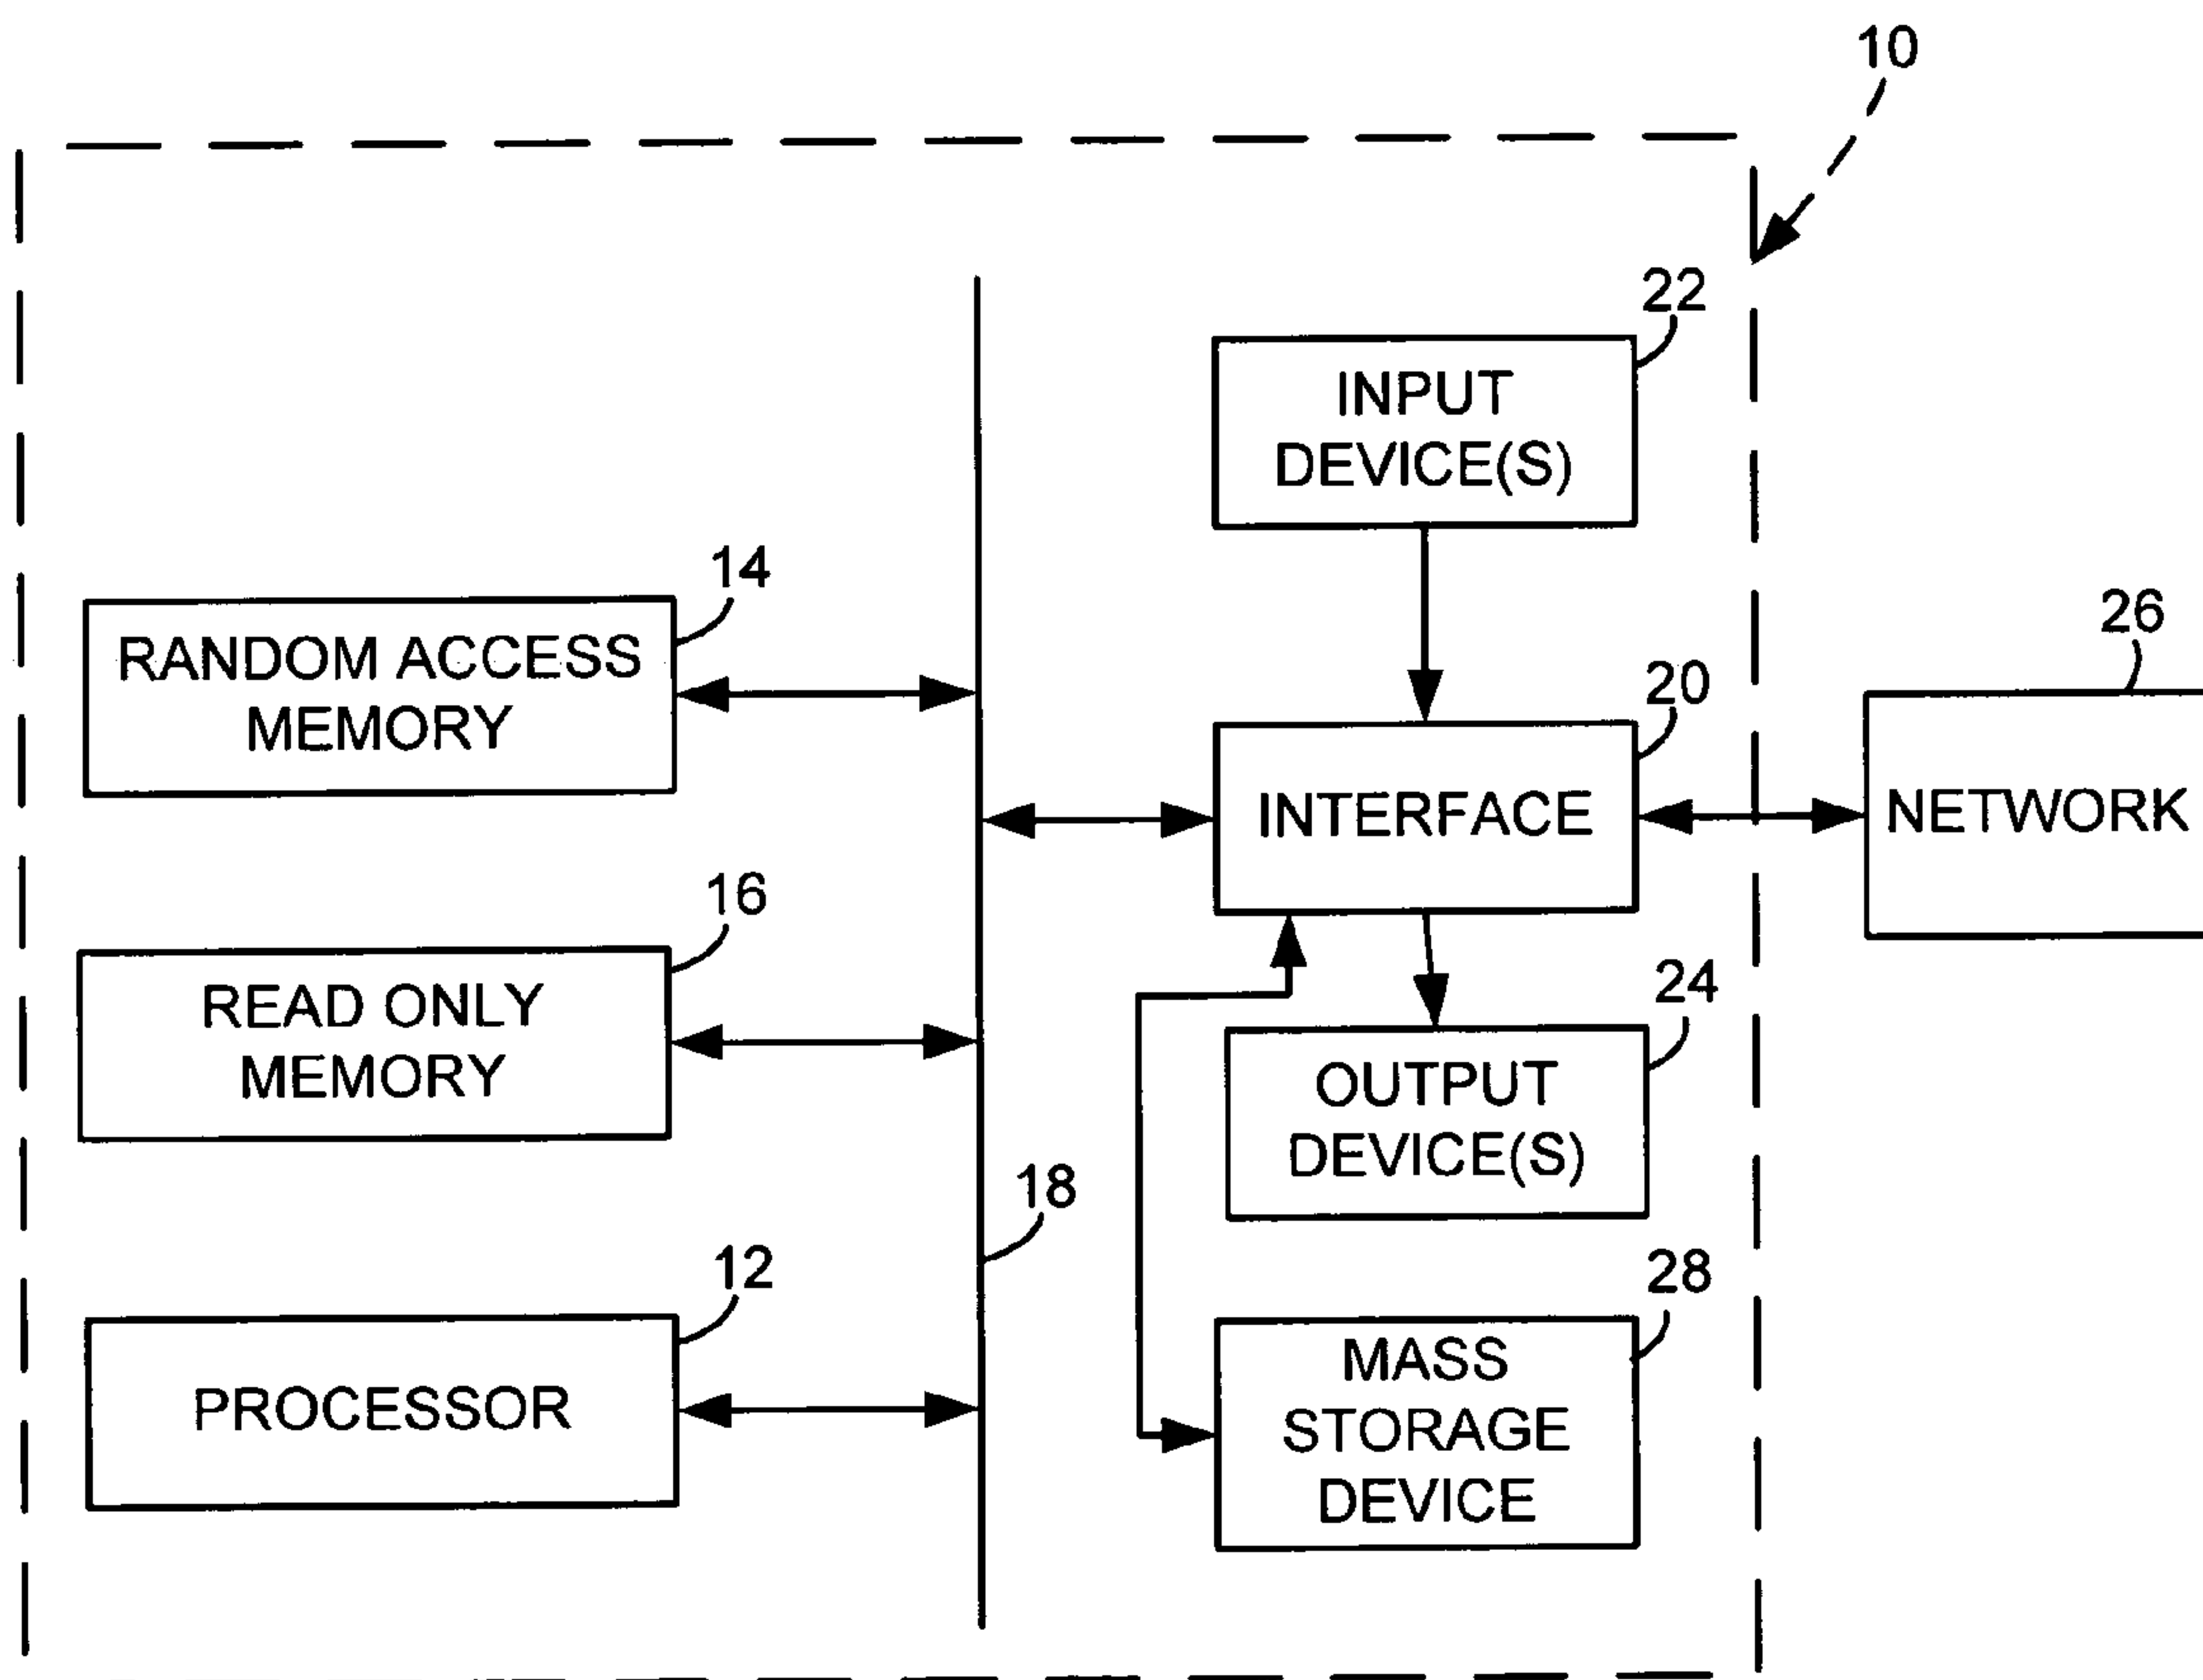 10
22
INPUT
DEVICE(S)
14
RANDOM ACCESS
MEMORY
26
20
INTERFACE
NETWORK
16
READ ONLY
MEMORY
24
OUTPUT
DEVICE(S)
18
12
PROCESSOR
28
MASS
STORAGE
DEVICE